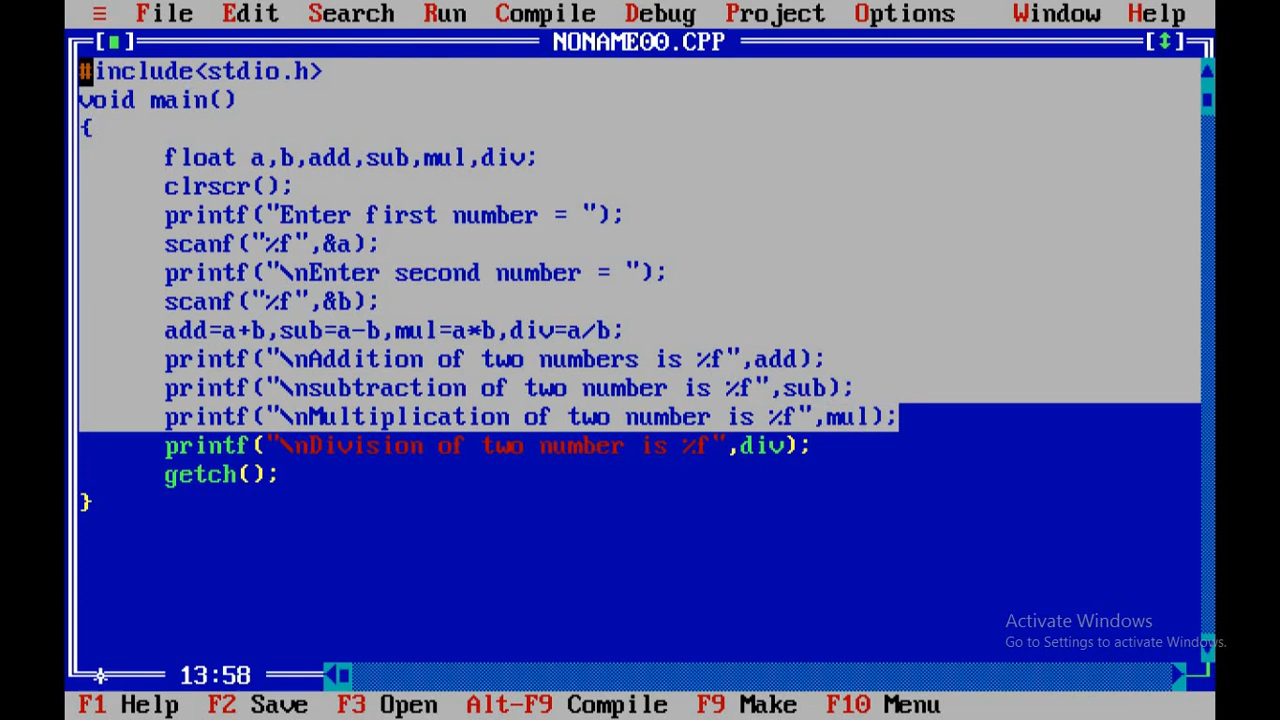 ≡ File Edit Search Run Compile Debug Project Options Window Help
[■] NONAME00.CPP [↕]
#include<stdio.h>
void main()
{
float a,b,add,sub,mul,div;
clrscr();
printf("Enter first number = ");
scanf("%f",&a);
printf("\nEnter second number = ");
scanf("%f",&b);
add=a+b,sub=a-b,mul=a*b,div=a/b;
printf("\nAddition of two numbers is %f",add);
printf("\nsubtraction of two number is %f",sub);
printf("\nMultiplication of two number is %f",mul);
printf("\nDivision of two number is %f",div);
getch();
}
Activate Windows
Go to Settings to activate Windows.
13:58
F1 Help F2 Save F3 Open Alt-F9 Compile F9 Make F10 Menu